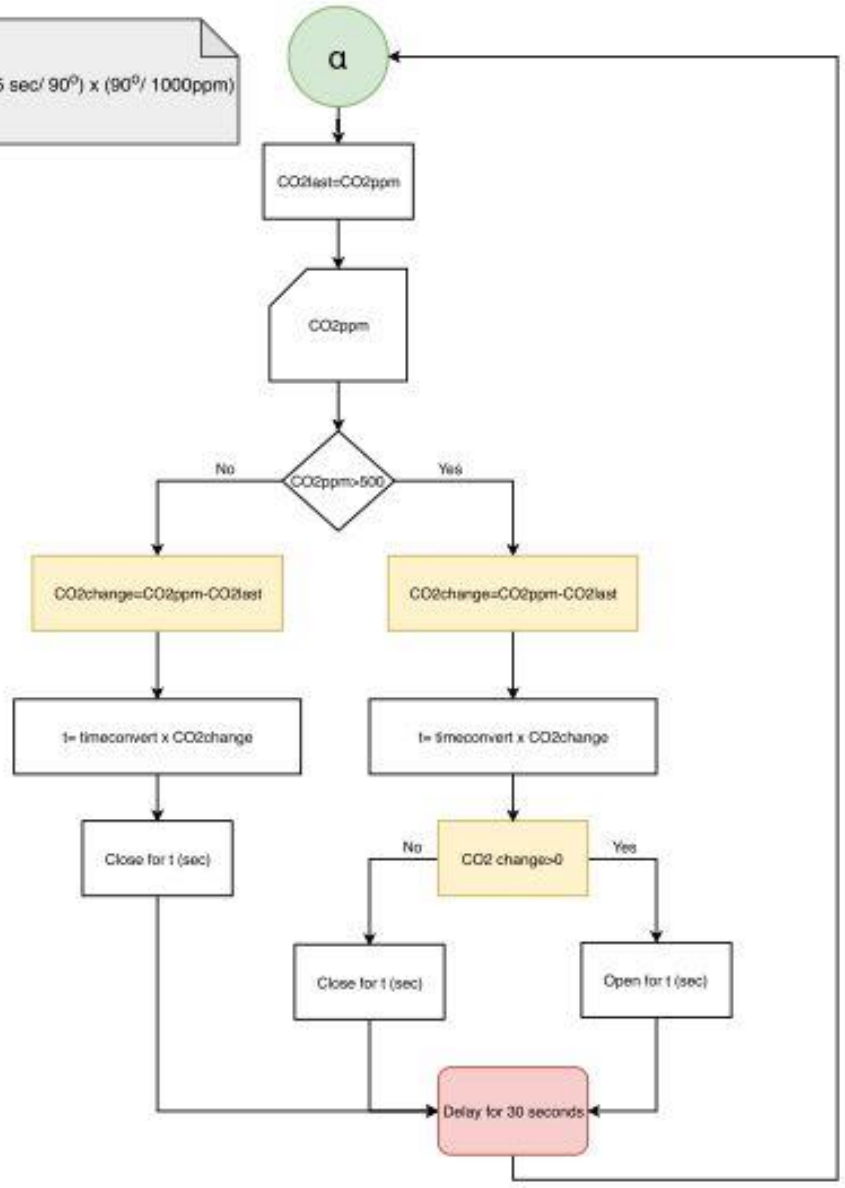 sec/ 90⁰) x (90⁰/ 1000ppm)
α
CO2last=CO2ppm
CO2ppm
CO2ppm>500
No
Yes
CO2change=CO2ppm-CO2last
CO2change=CO2ppm-CO2last
t= timeconvert x CO2change
t= timeconvert x CO2change
Close for t (sec)
CO2 change>0
No
Yes
Close for t (sec)
Open for t (sec)
Delay for 30 seconds